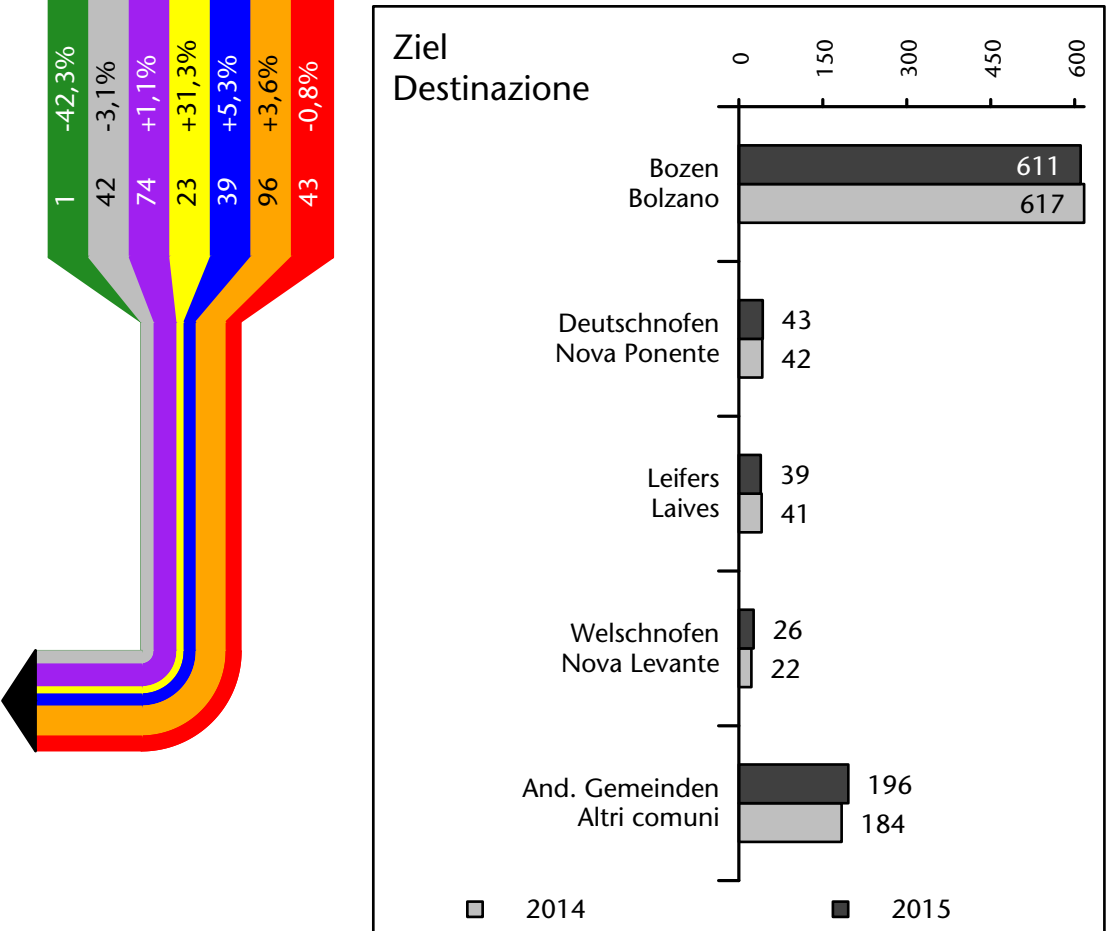 1 -42,3%
42 -3,1%
74 +1,1%
23 +31,3%
39 +5,3%
96 +3,6%
43 -0,8%
Ziel
Destinazione
0 150 300 450 600
Bozen
Bolzano
611
617
Deutschnofen
Nova Ponente
43
42
Leifers
Laives
39
41
Welschnofen
Nova Levante
26
22
And. Gemeinden
Altri comuni
196
184
2014 2015